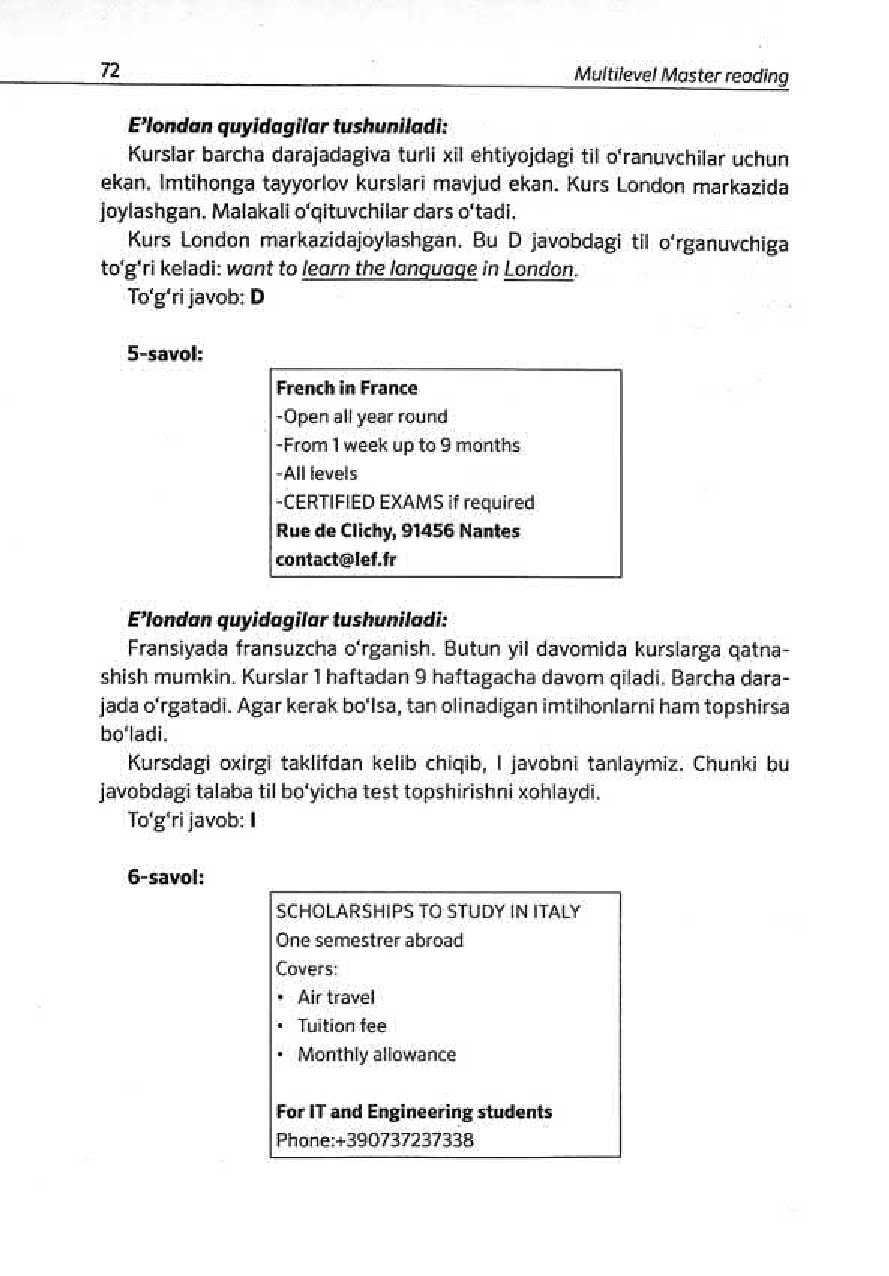 72
Multilevel Master reading
E'londan quyidagilar tushuniladi:
Kurslar barcha darajadagiva turli xil ehtiyojdagi til o'ranuvchilar uchun
ekan. Imtihonga tayyorlov kurslari mavjud ekan. Kurs London markazida
joylashgan. Malakali o'qituvchilar dars o'tadi.
Kurs London markazidajoylashgan. Bu D javobdagi til o'rganuvchiga
to'g'ri keladi: want to learn the language in London.
To'g'ri javob: D
5-savol:
French in France
-Open all year round
-From 1 week up to 9 months
-All levels
-CERTIFIED EXAMS if required
Rue de Clichy, 91456 Nantes
contact@lef.fr
E'londan quyidagilar tushuniladi:
Fransiyada fransuzcha o'rganish. Butun yil davomida kurslarga qatna-
shish mumkin. Kurslar 1 haftadan 9 haftagacha davom qiladi. Barcha dara-
jada o'rgatadi. Agar kerak bo'lsa, tan olinadigan imtihonlarni ham topshirsa
bo'ladi.
Kursdagi oxirgi taklifdan kelib chiqib, I javobni tanlaymiz. Chunki bu
javobdagi talaba til bo'yicha test topshirishni xohlaydi.
To'g'ri javob: I
6-savol:
SCHOLARSHIPS TO STUDY IN ITALY
One semestrer abroad
Covers:
• Air travel
• Tuition fee
• Monthly allowance
For IT and Engineering students
Phone:+390737237338